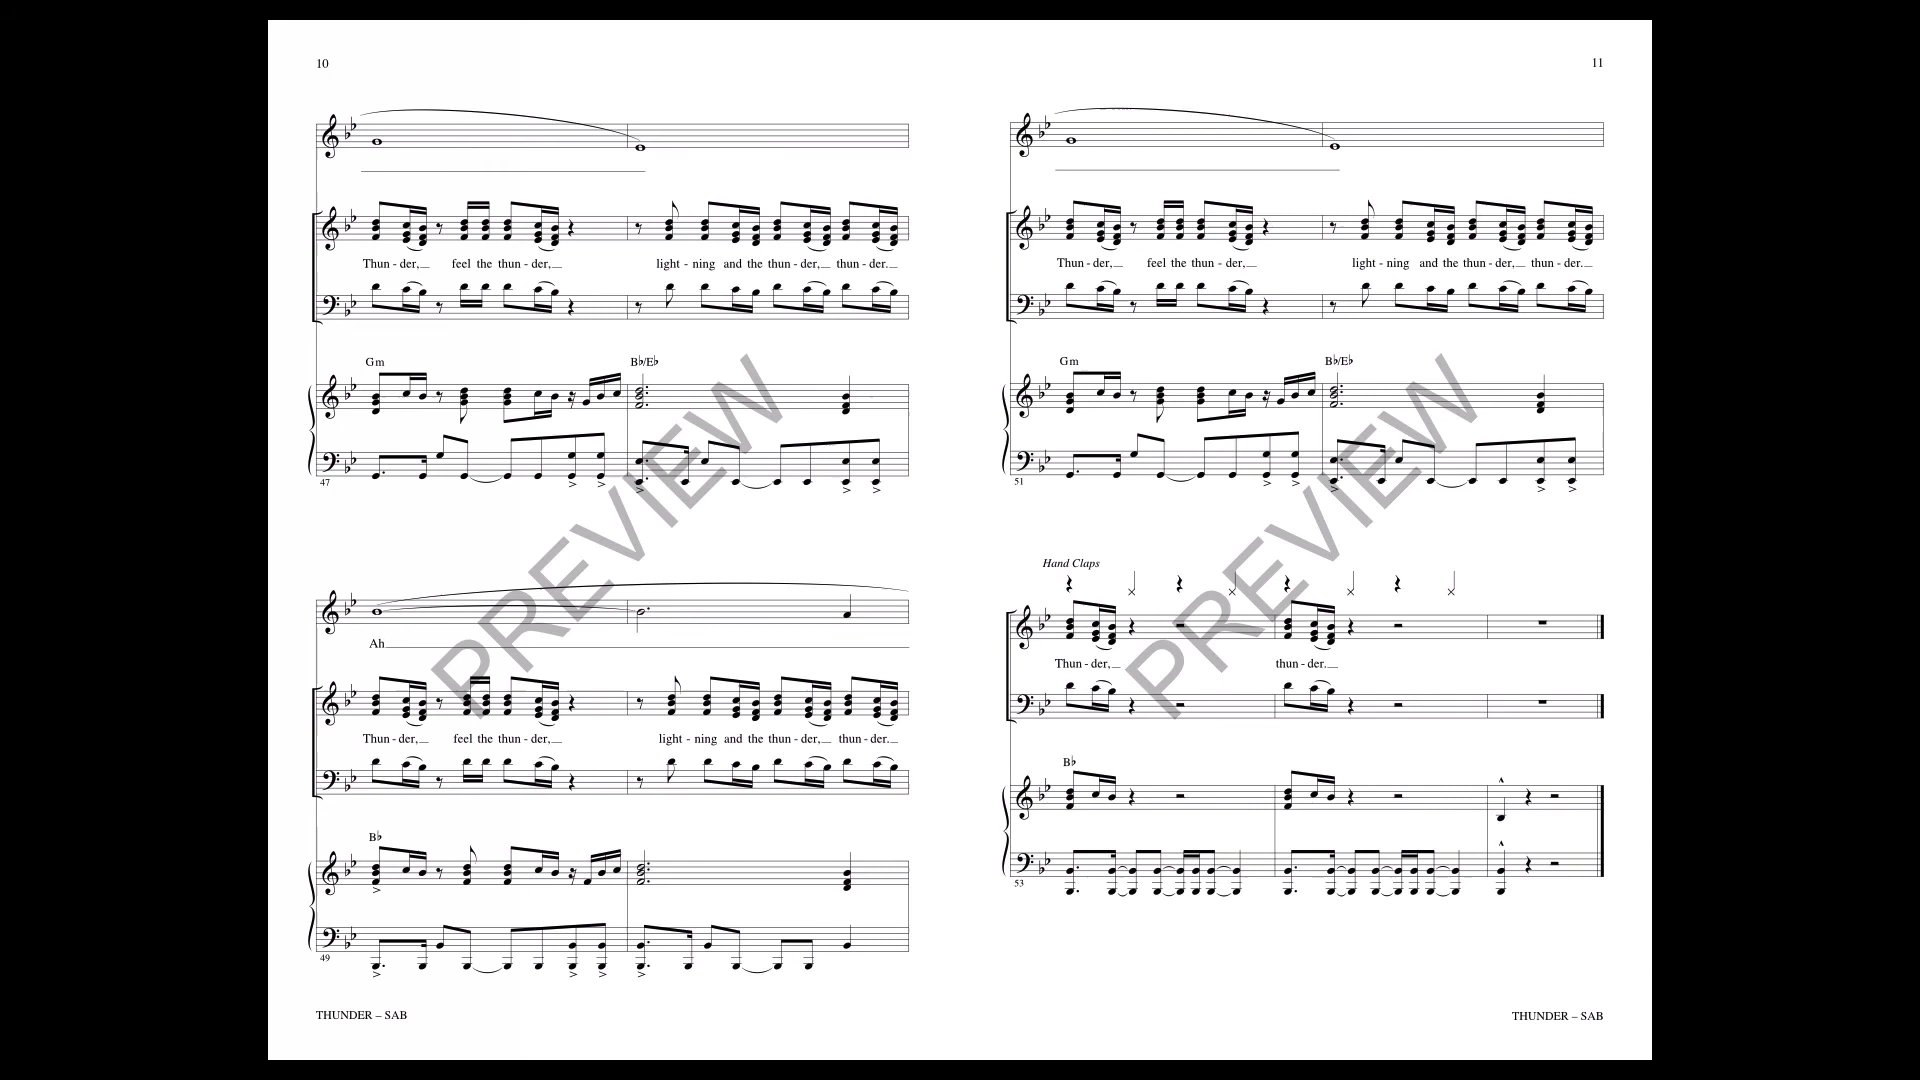 10
Thun - der, feel the thun - der, light - ning and the thun - der, thun - der.
Gm B♭/E♭
47
Ah
Thun - der, feel the thun - der, light - ning and the thun - der, thun - der.
B♭
49
THUNDER – SAB
11
Thun - der, feel the thun - der, light - ning and the thun - der, thun - der.
Gm B♭/E♭
51
Hand Claps
Thun - der, thun - der.
B♭
53
THUNDER – SAB
PREVIEW
PREVIEW